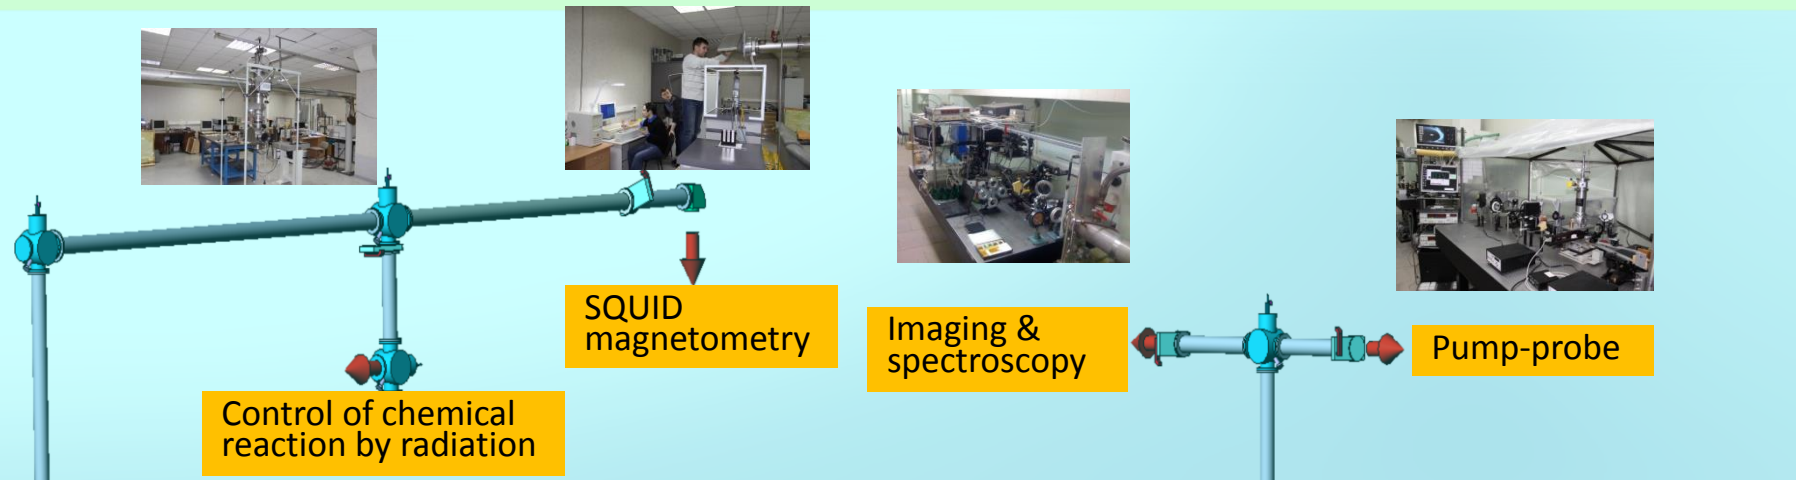 SQUID
magnetometry
Imaging &
spectroscopy
Pump-probe
Control of chemical
reaction by radiation